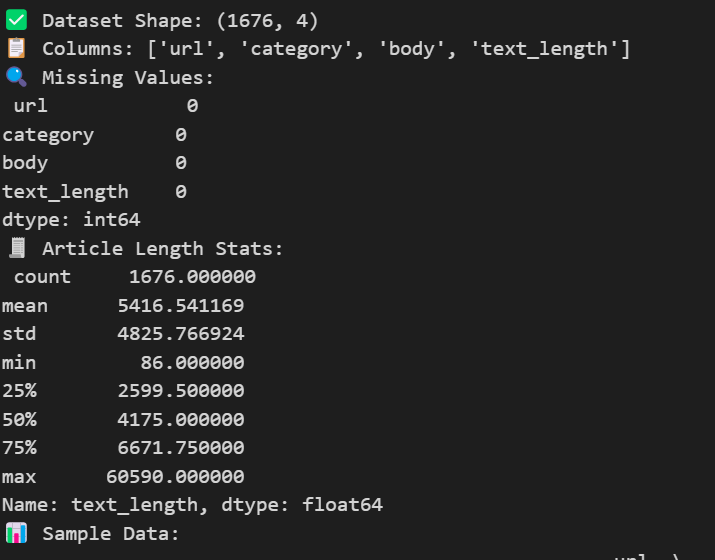 ✅ Dataset Shape: (1676, 4)
📋 Columns: ['url', 'category', 'body', 'text_length']
🔍 Missing Values:
url 0
category 0
body 0
text_length 0
dtype: int64
🧾 Article Length Stats:
count 1676.000000
mean 5416.541169
std 4825.766924
min 86.000000
25% 2599.500000
50% 4175.000000
75% 6671.750000
max 60590.000000
Name: text_length, dtype: float64
📊 Sample Data:
url \